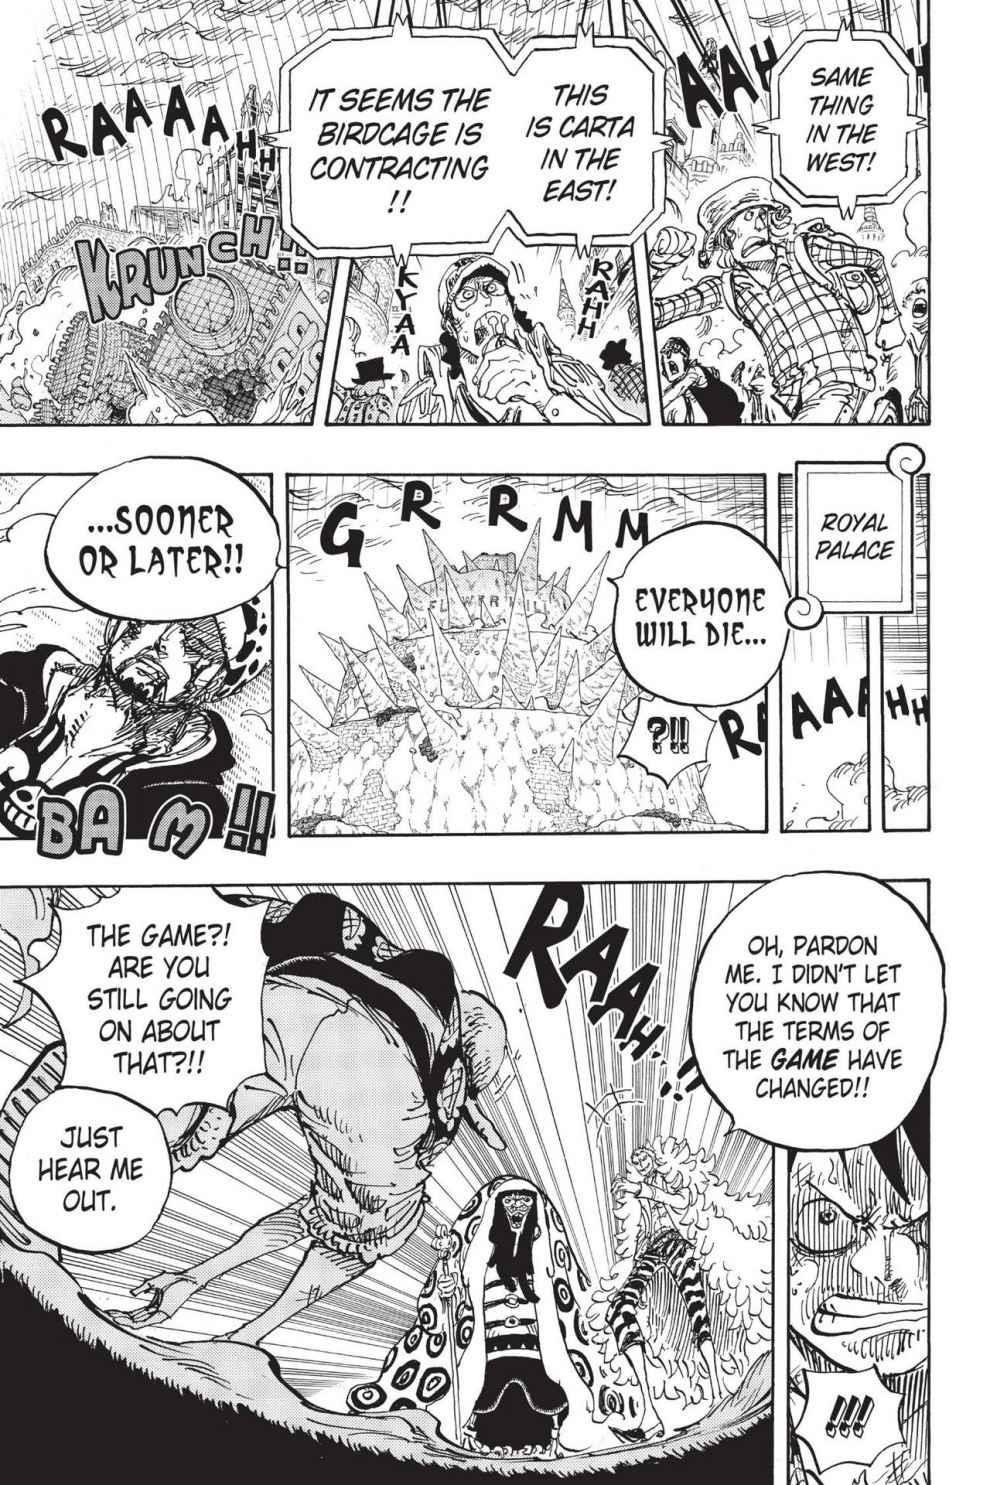 SAME
THING
IN THE
WEST!
AAH
THIS
IS CARTA
IN THE
EAST!
IT SEEMS THE
BIRDCAGE IS
CONTRACTING
!!
RAHH
KYAA
RAAAAHHH
KRUNCH!!
ROYAL
PALACE
RAAAAHH
EVERYONE
WILL DIE...
?!!
GRRMM
FLOWER HILL
...SOONER
OR LATER!!
BAM!!
OH, PARDON
ME. I DIDN'T LET
YOU KNOW THAT
THE TERMS OF
THE GAME HAVE
CHANGED!!
!!!
RAAH...!!
THE GAME?!
ARE YOU
STILL GOING
ON ABOUT
THAT?!!
JUST
HEAR ME
OUT.